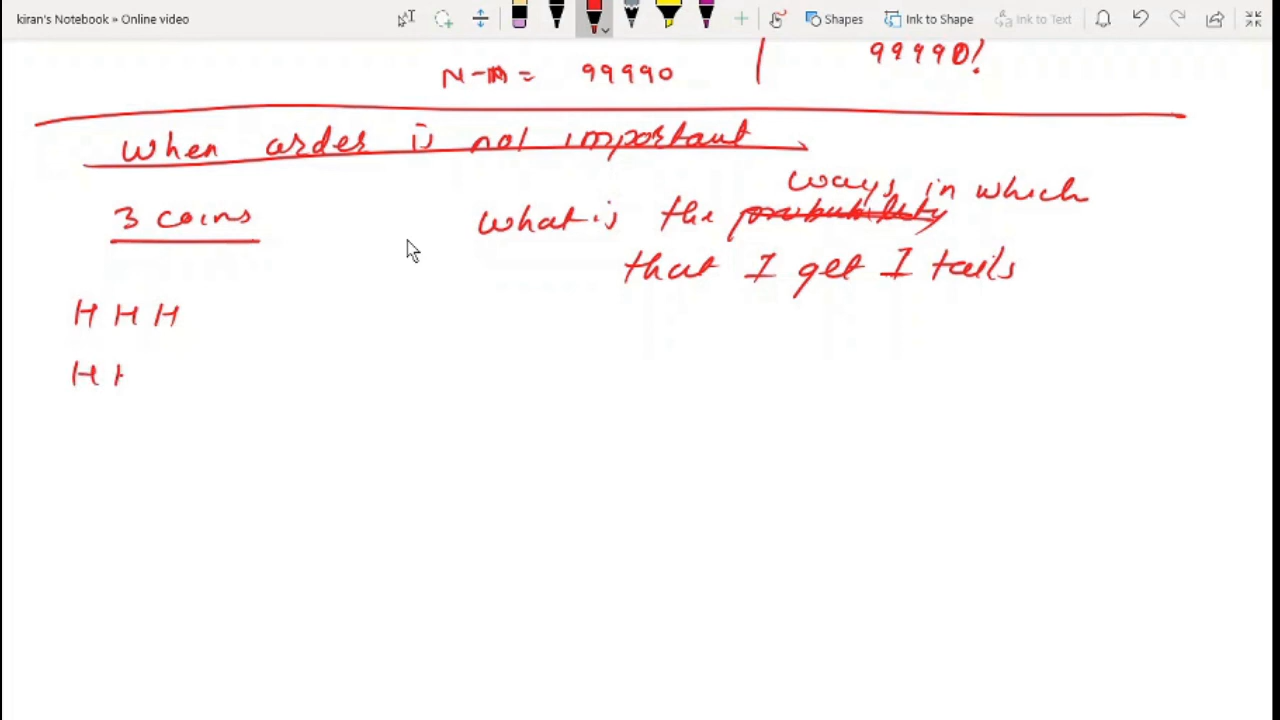 kiran's Notebook » Online video
Shapes
Ink to Shape
Ink to Text
99990!
N-n = 99990
When order is not important
3 coins
What is the probability ways in which
that I get 1 tails
H H H
H